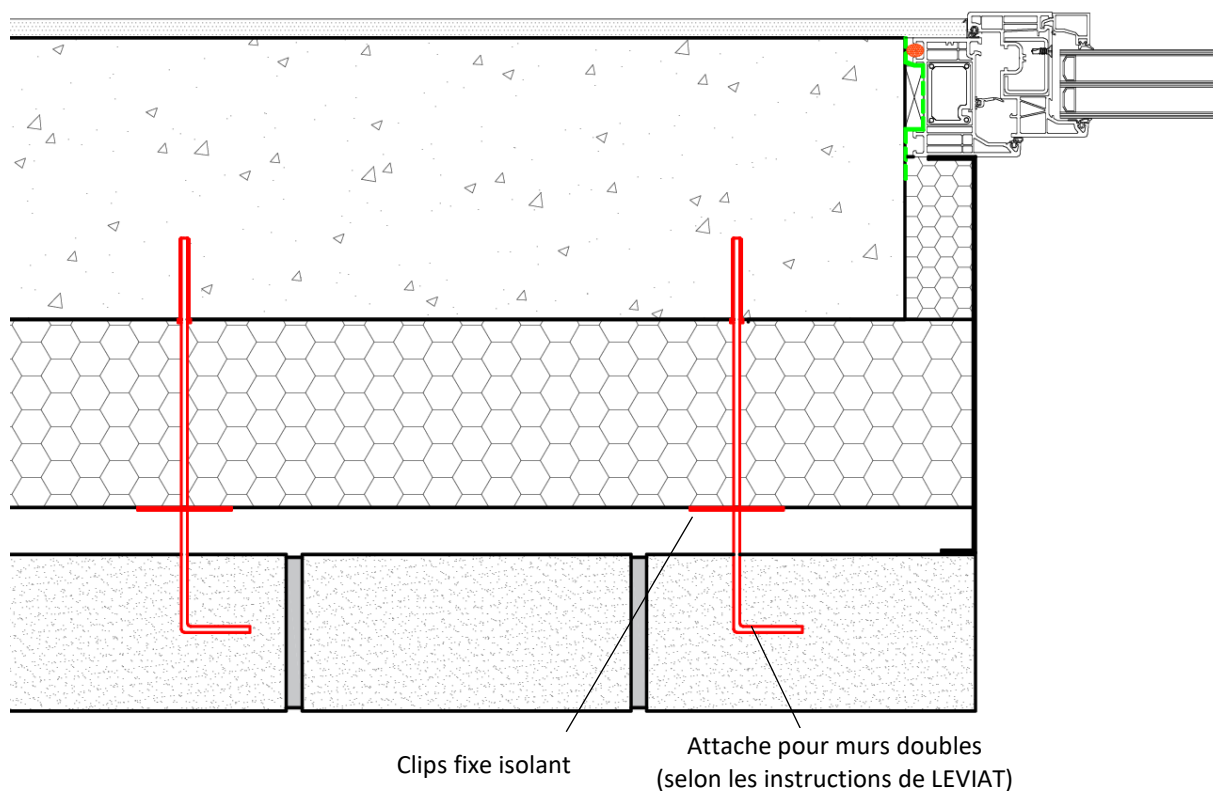 Clips fixe isolant
Attache pour murs doubles
(selon les instructions de LEVIAT)